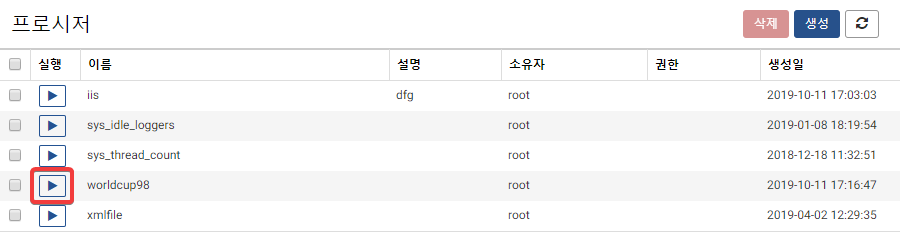 프로시저 삭제 생성
실행 이름 설명 소유자 권한 생성일
iis dfg root 2019-10-11 17:03:03
sys_idle_loggers root 2019-01-08 18:19:54
sys_thread_count root 2018-12-18 11:32:51
worldcup98 root 2019-10-11 17:16:47
xmlfile root 2019-04-02 12:29:35